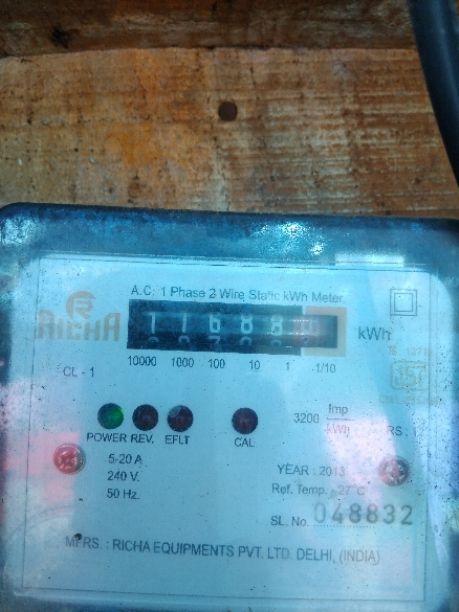 A.C. 1 Phase 2 Wire Static kWh Meter
RICHA
11688
kWh
10000 1000 100 10 1 1/10
CL - 1
3200 Imp
kWh
POWER REV. EFLT CAL
5-20 A
240 V.
50 Hz.
YEAR : 2013
Ref. Temp. : 27°C
SL. No. 048832
MFRS. : RICHA EQUIPMENTS PVT. LTD. DELHI, (INDIA)